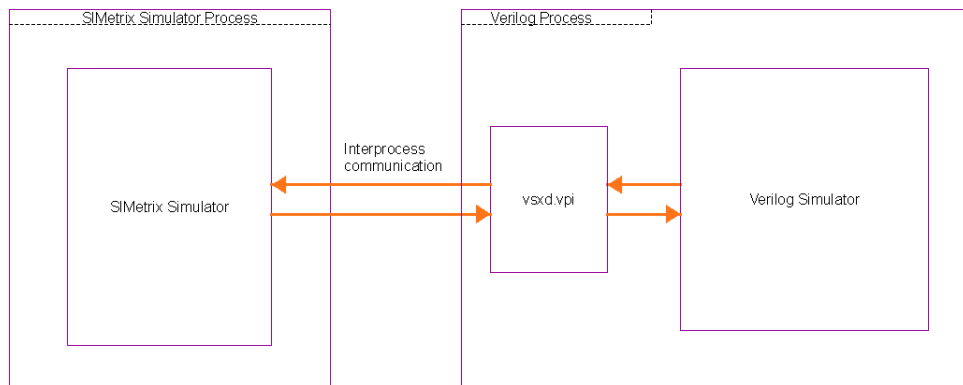 SIMetrix Simulator Process
Verilog Process
Interprocess
communication
SIMetrix Simulator
vsxd.vpi
Verilog Simulator